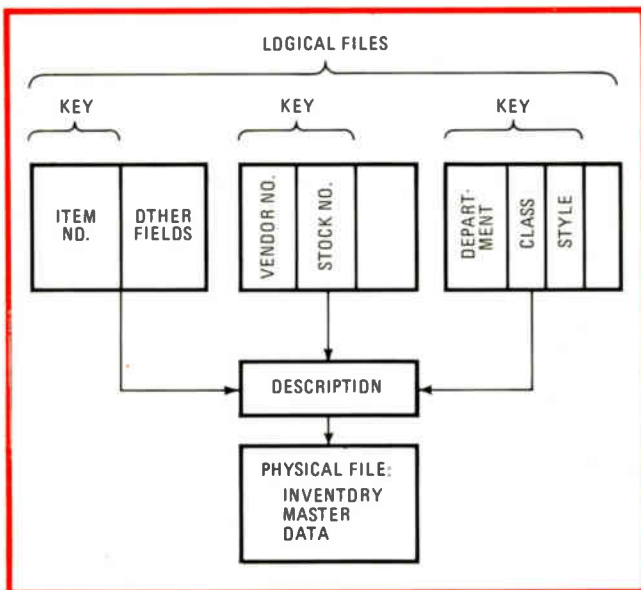 LOGICAL FILES
KEY
KEY
KEY
ITEM
NO.
OTHER
FIELDS
VENDOR NO.
STOCK NO.
DEPART-
MENT
CLASS
STYLE
DESCRIPTION
PHYSICAL FILE:
INVENTORY
MASTER
DATA